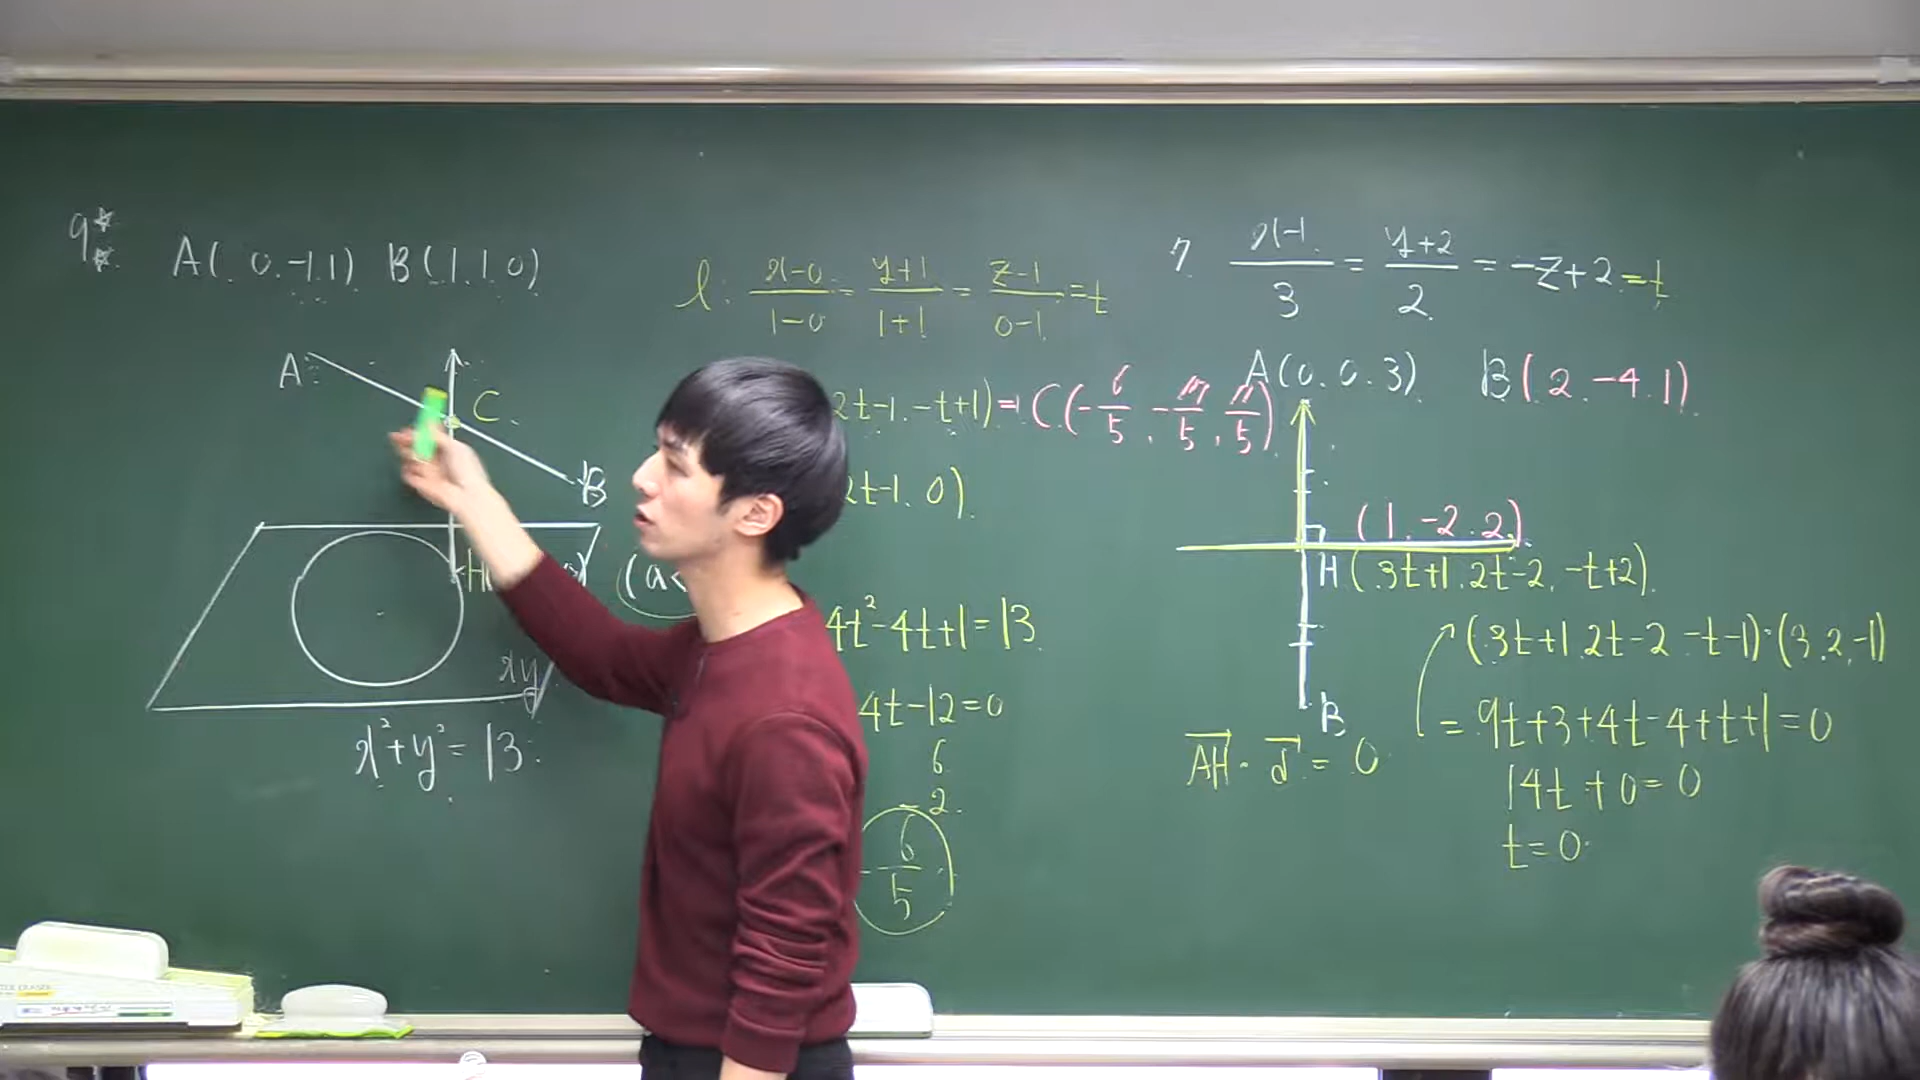 9**
A(0.-1.1) B(1.1.0)
A
C
B
H
xy
x²+y²=13
l: (x-0)/(1-0) = (y+1)/(1+1) = (z-1)/(0-1) = t
2t-1.-t+1) ⇒ C(-6/5, -17/5, 11/5)
2t-1.0)
(a<
4t²-4t+1=13
4t-12=0
6
-2
-6/5
7 (x-1)/3 = (y+2)/2 = -z+2 = t
A(0.0.3) B(2.-4.1)
(1.-2.2)
H(3t+1.2t-2.-t+2)
B
AH · d = 0
(3t+1.2t-2.-t-1)·(3.2.-1)
= 9t+3+4t-4+t+1=0
14t+0=0
t=0